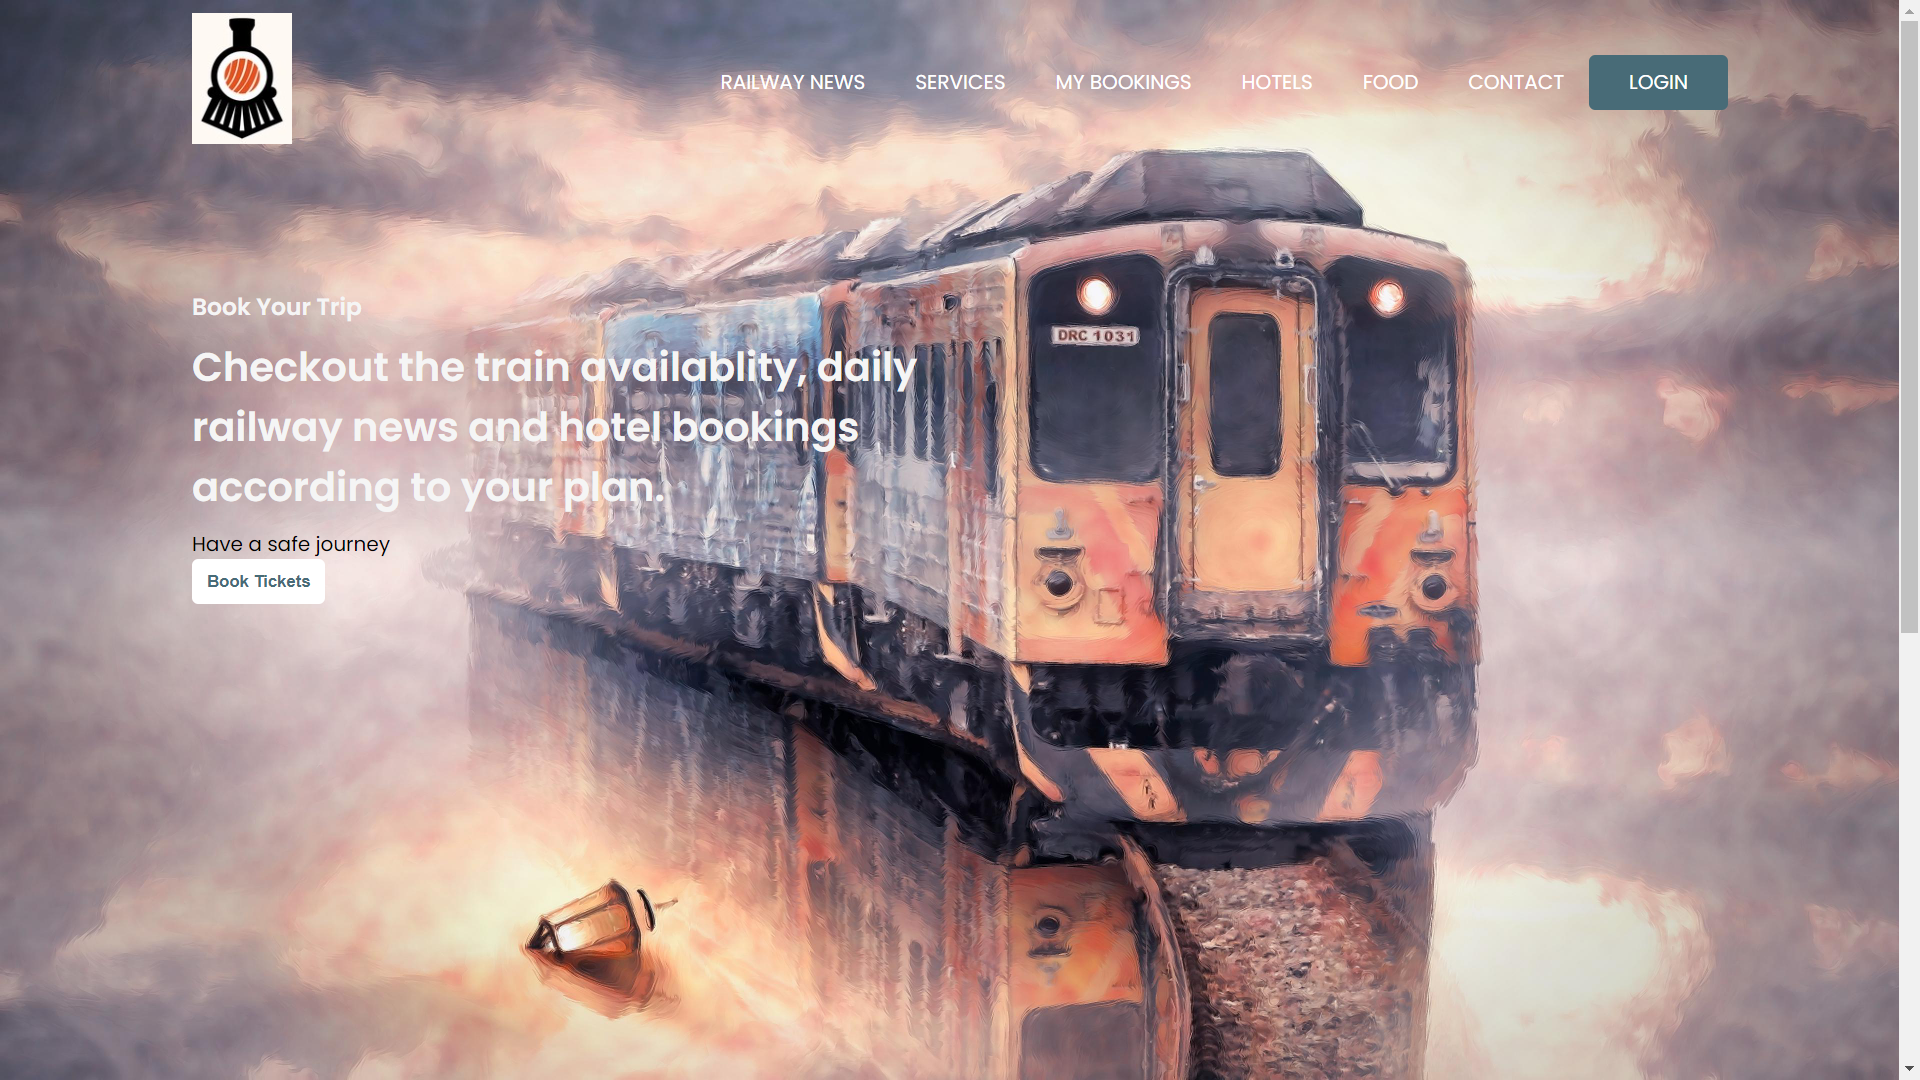 RAILWAY NEWS SERVICES MY BOOKINGS HOTELS FOOD CONTACT LOGIN
Book Your Trip
DRC 1031
Checkout the train availablity, daily
railway news and hotel bookings
according to your plan.
Have a safe journey
Book Tickets